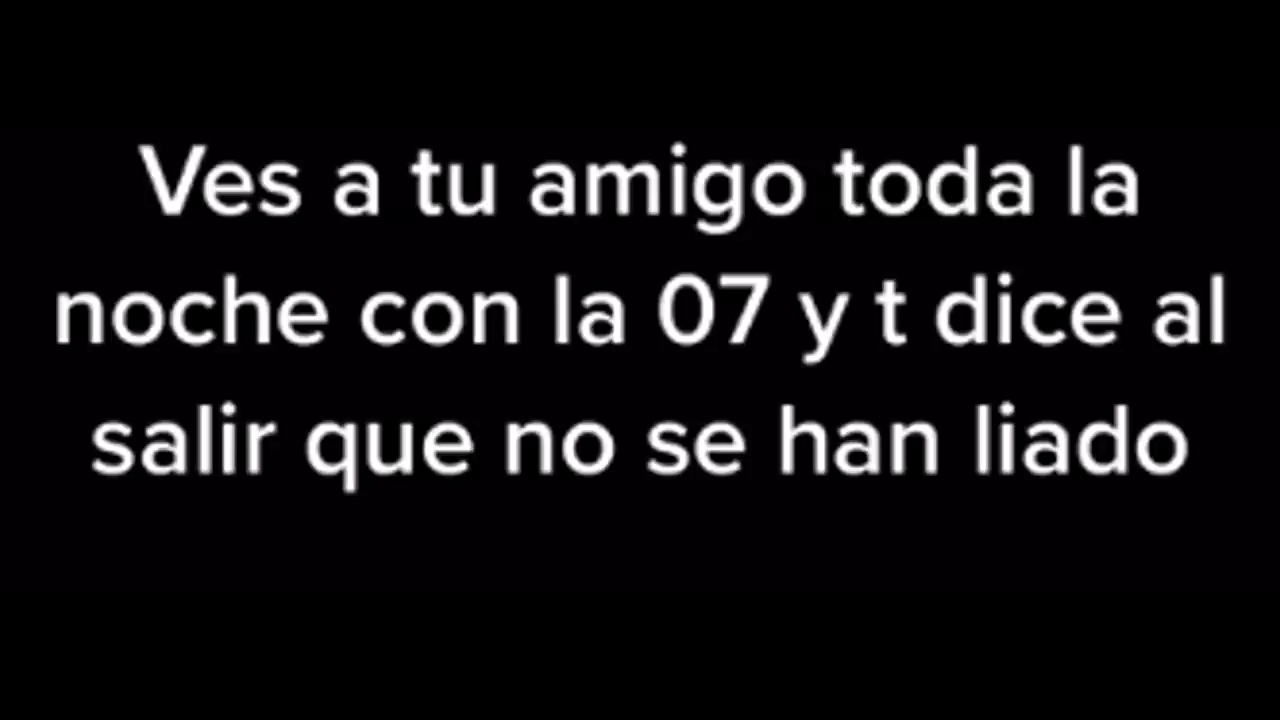 Ves a tu amigo toda la
noche con la 07 y t dice al
salir que no se han liado